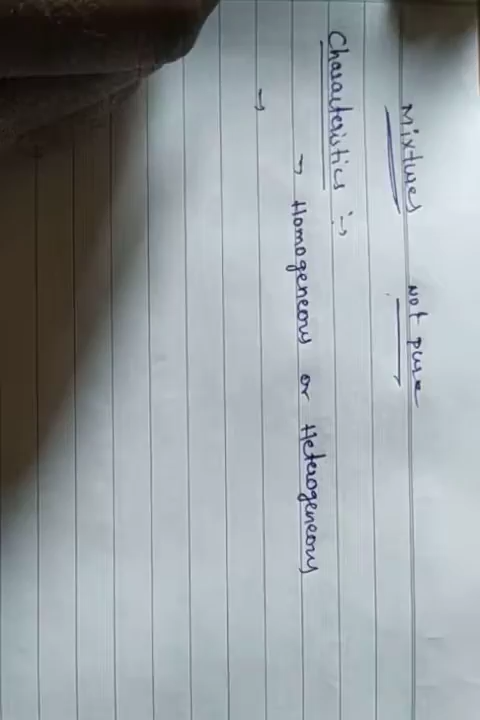 Mixtures not pure
Characteristics :→
→ Homogeneous or Heterogeneous
→